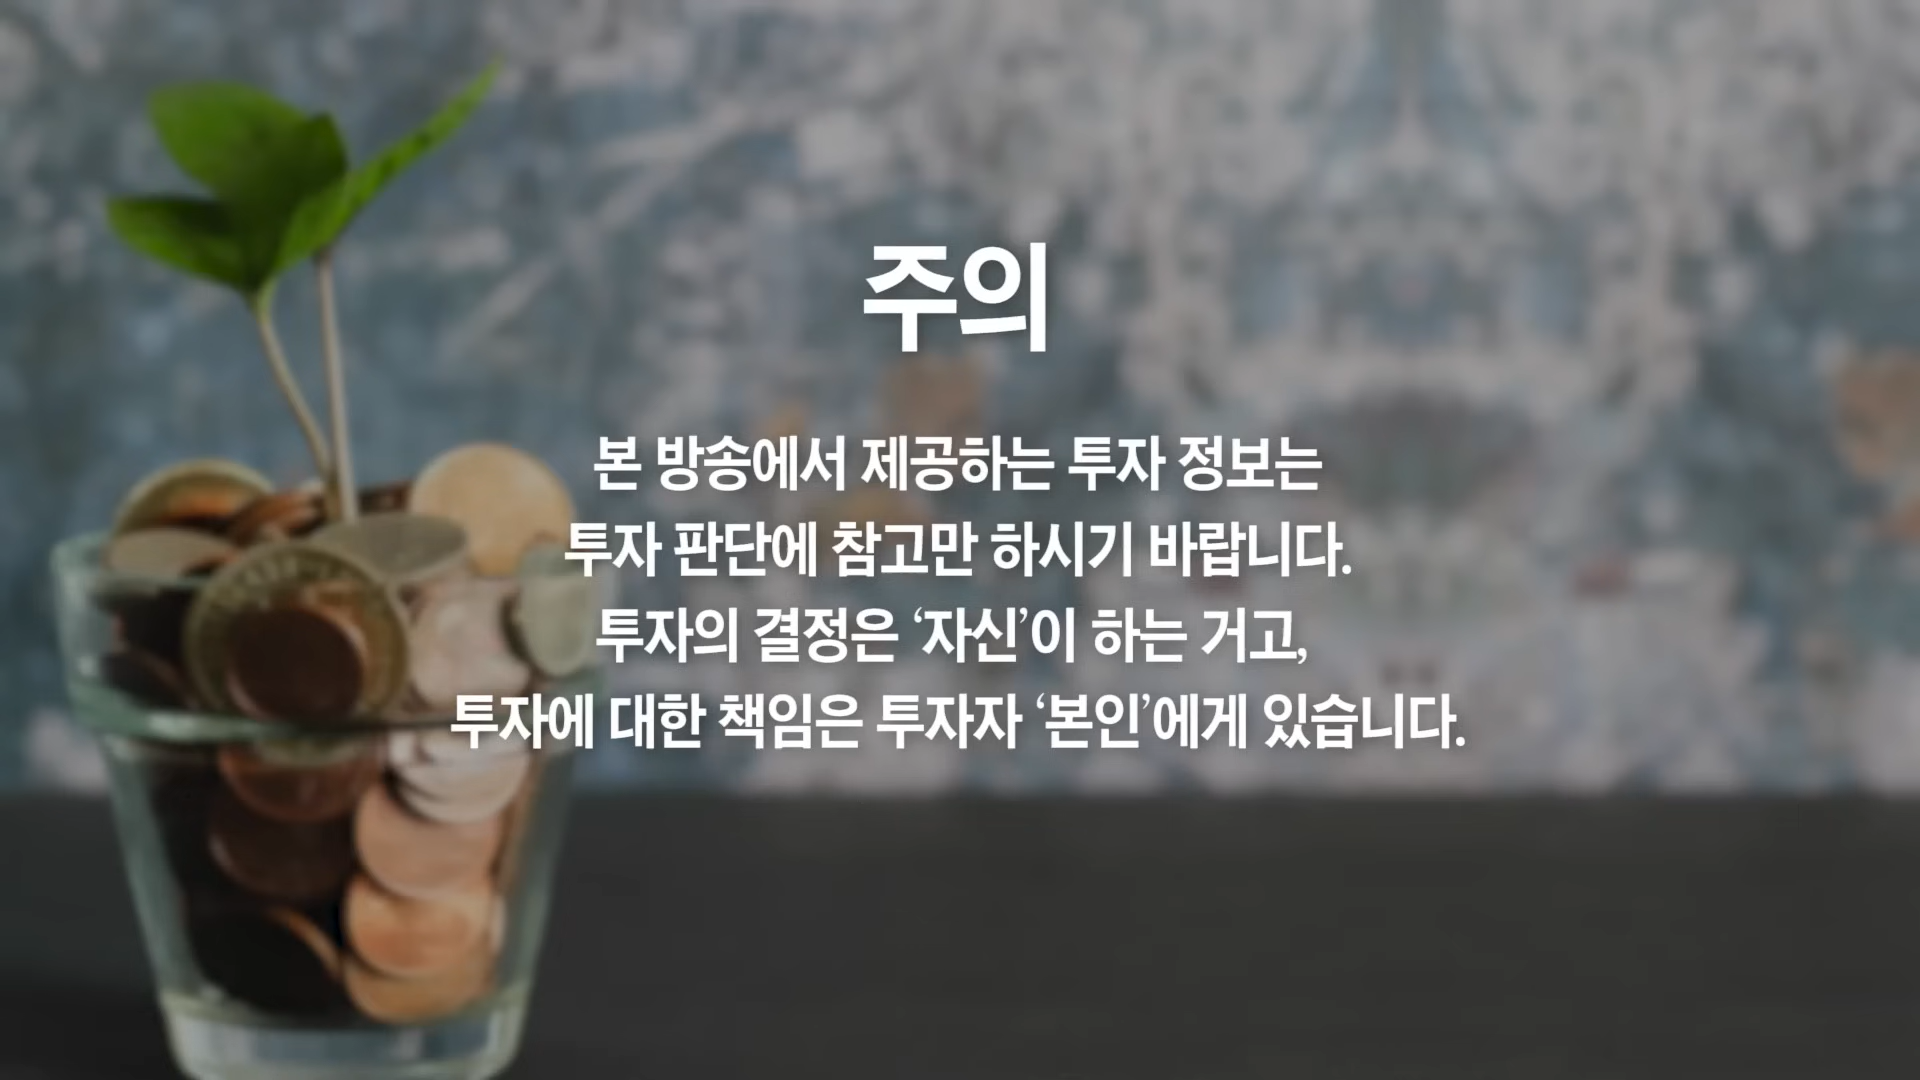 주의
본 방송에서 제공하는 투자 정보는
투자 판단에 참고만 하시기 바랍니다.
투자의 결정은 ‘자신’이 하는 거고,
투자에 대한 책임은 투자자 ‘본인’에게 있습니다.